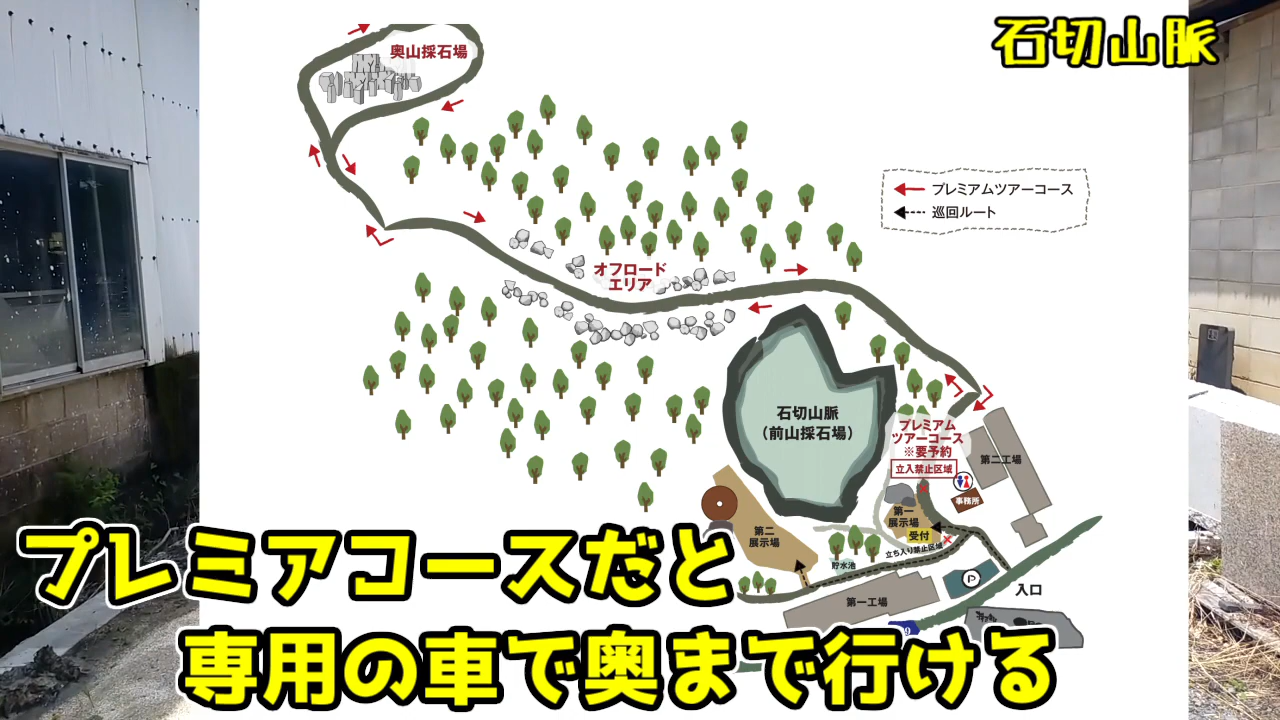 石切山脈
奥山採石場
プレミアムツアーコース
巡回ルート
オフロード
エリア
石切山脈
(前山採石場)
プレミアム
ツアーコース
※要予約
立入禁止区域
第二工場
事務所
第一
展示場
受付
第二
展示場
立ち入り禁止区域
貯水池
P
入口
第一工場
プレミアコースだと
専用の車で奥まで行ける